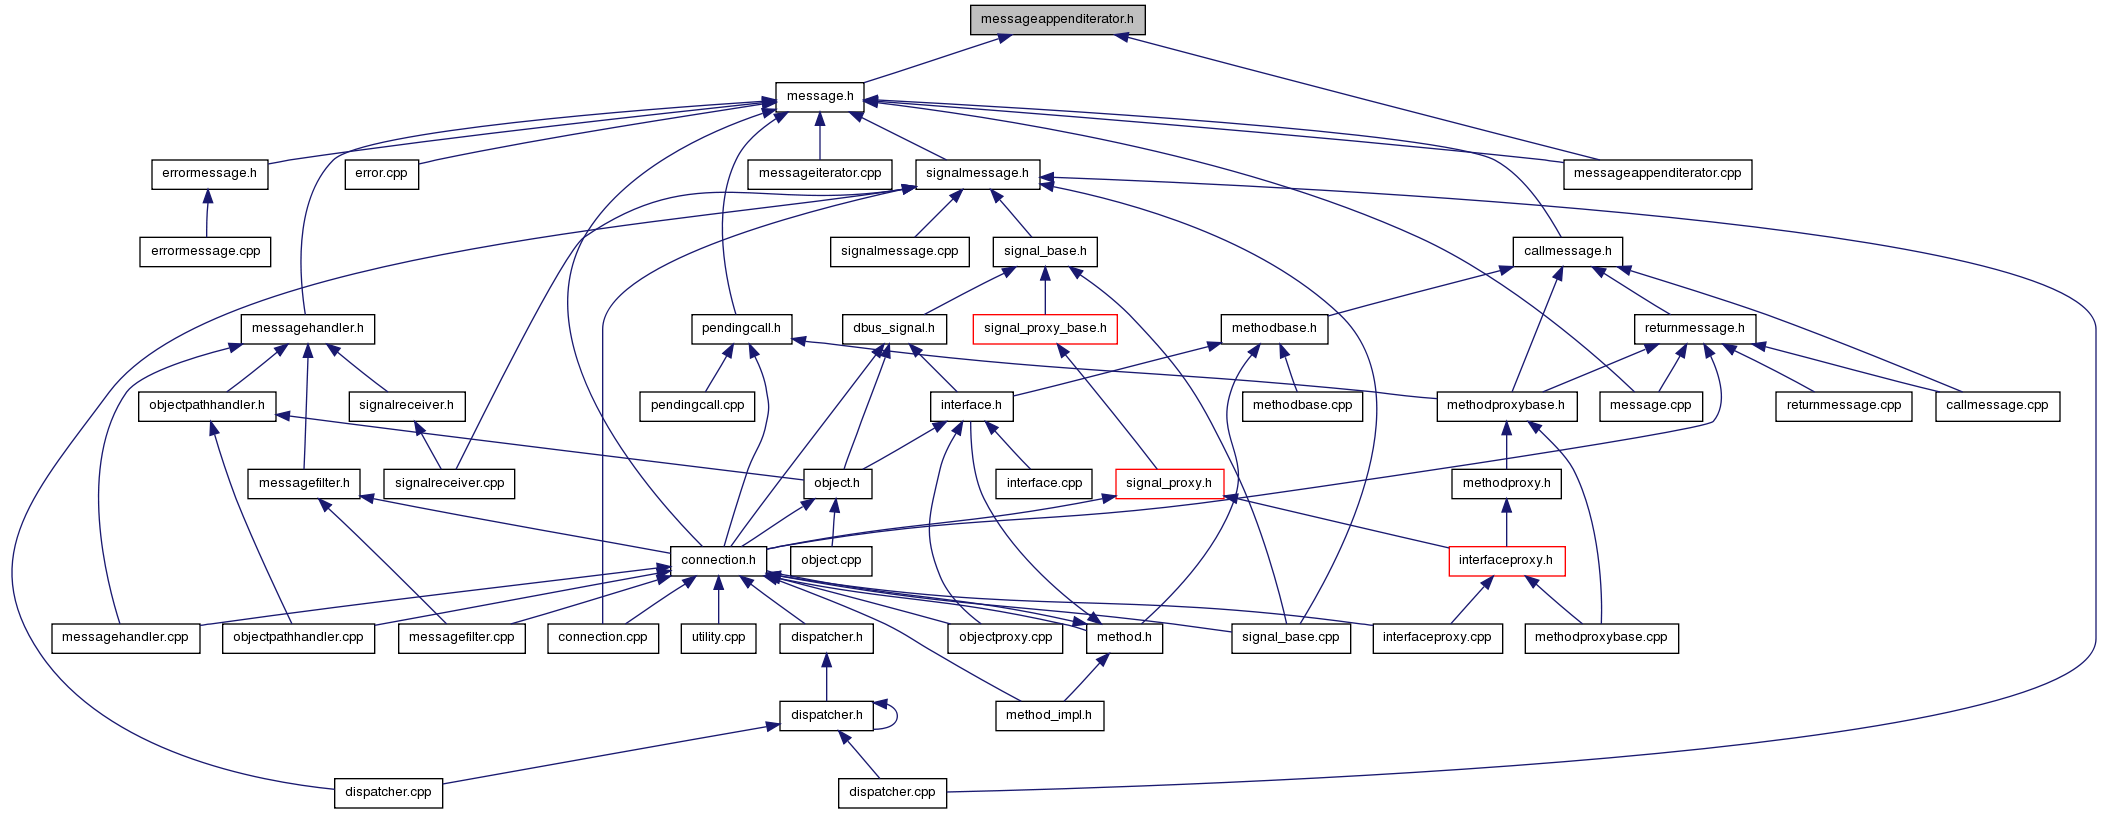 messageappenditerator.h
message.h
errormessage.h
error.cpp
messageiterator.cpp
signalmessage.h
messageappenditerator.cpp
errormessage.cpp
signalmessage.cpp
signal_base.h
callmessage.h
messagehandler.h
pendingcall.h
dbus_signal.h
signal_proxy_base.h
methodbase.h
returnmessage.h
objectpathhandler.h
signalreceiver.h
pendingcall.cpp
interface.h
methodbase.cpp
methodproxybase.h
message.cpp
returnmessage.cpp
callmessage.cpp
messagefilter.h
signalreceiver.cpp
object.h
interface.cpp
signal_proxy.h
methodproxy.h
connection.h
object.cpp
interfaceproxy.h
messagehandler.cpp
objectpathhandler.cpp
messagefilter.cpp
connection.cpp
utility.cpp
dispatcher.h
objectproxy.cpp
method.h
signal_base.cpp
interfaceproxy.cpp
methodproxybase.cpp
dispatcher.h
method_impl.h
dispatcher.cpp
dispatcher.cpp